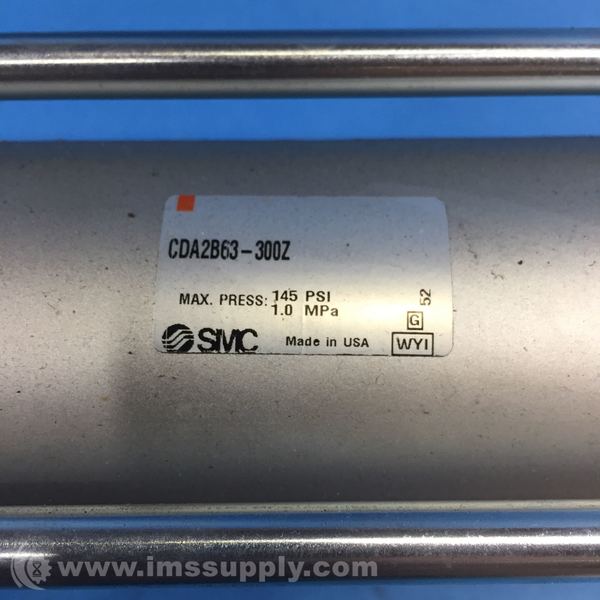 CDA2B63-300Z
MAX. PRESS: 145 PSI
1.0 MPa
52
G
SMC Made in USA WYI
www.imssupply.com